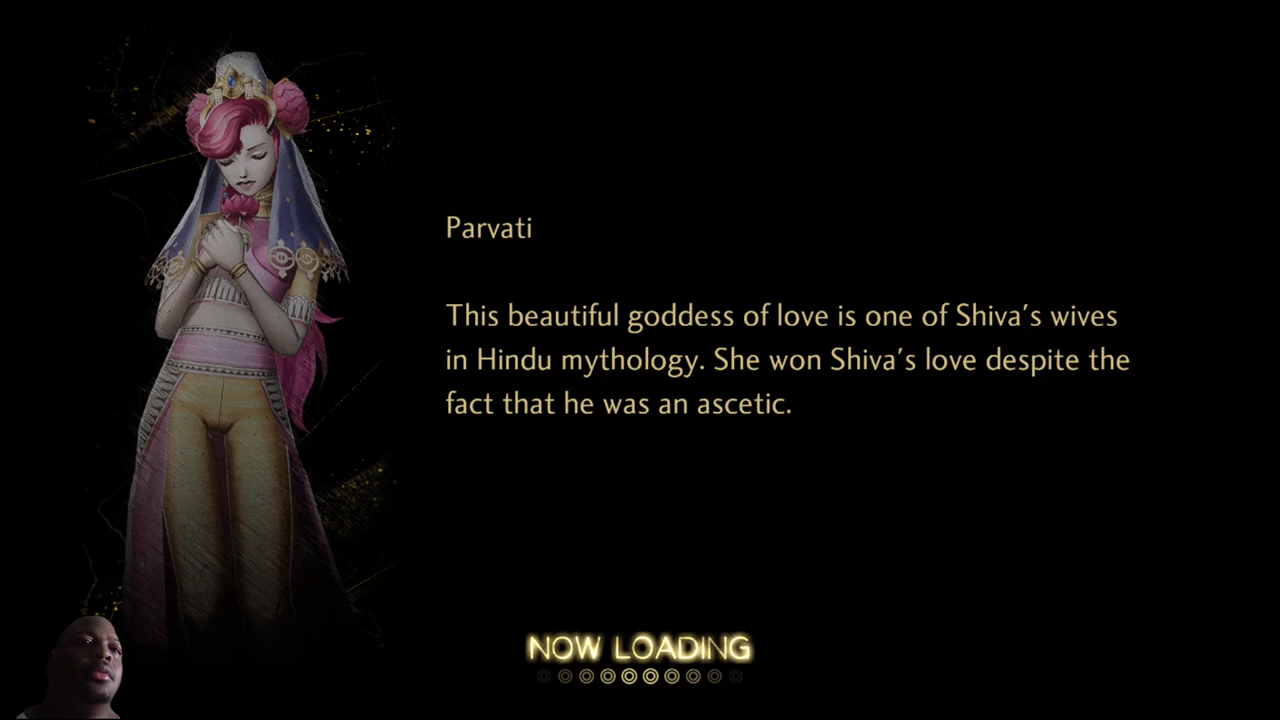 Parvati
This beautiful goddess of love is one of Shiva's wives
in Hindu mythology. She won Shiva's love despite the
fact that he was an ascetic.
NOW LOADING